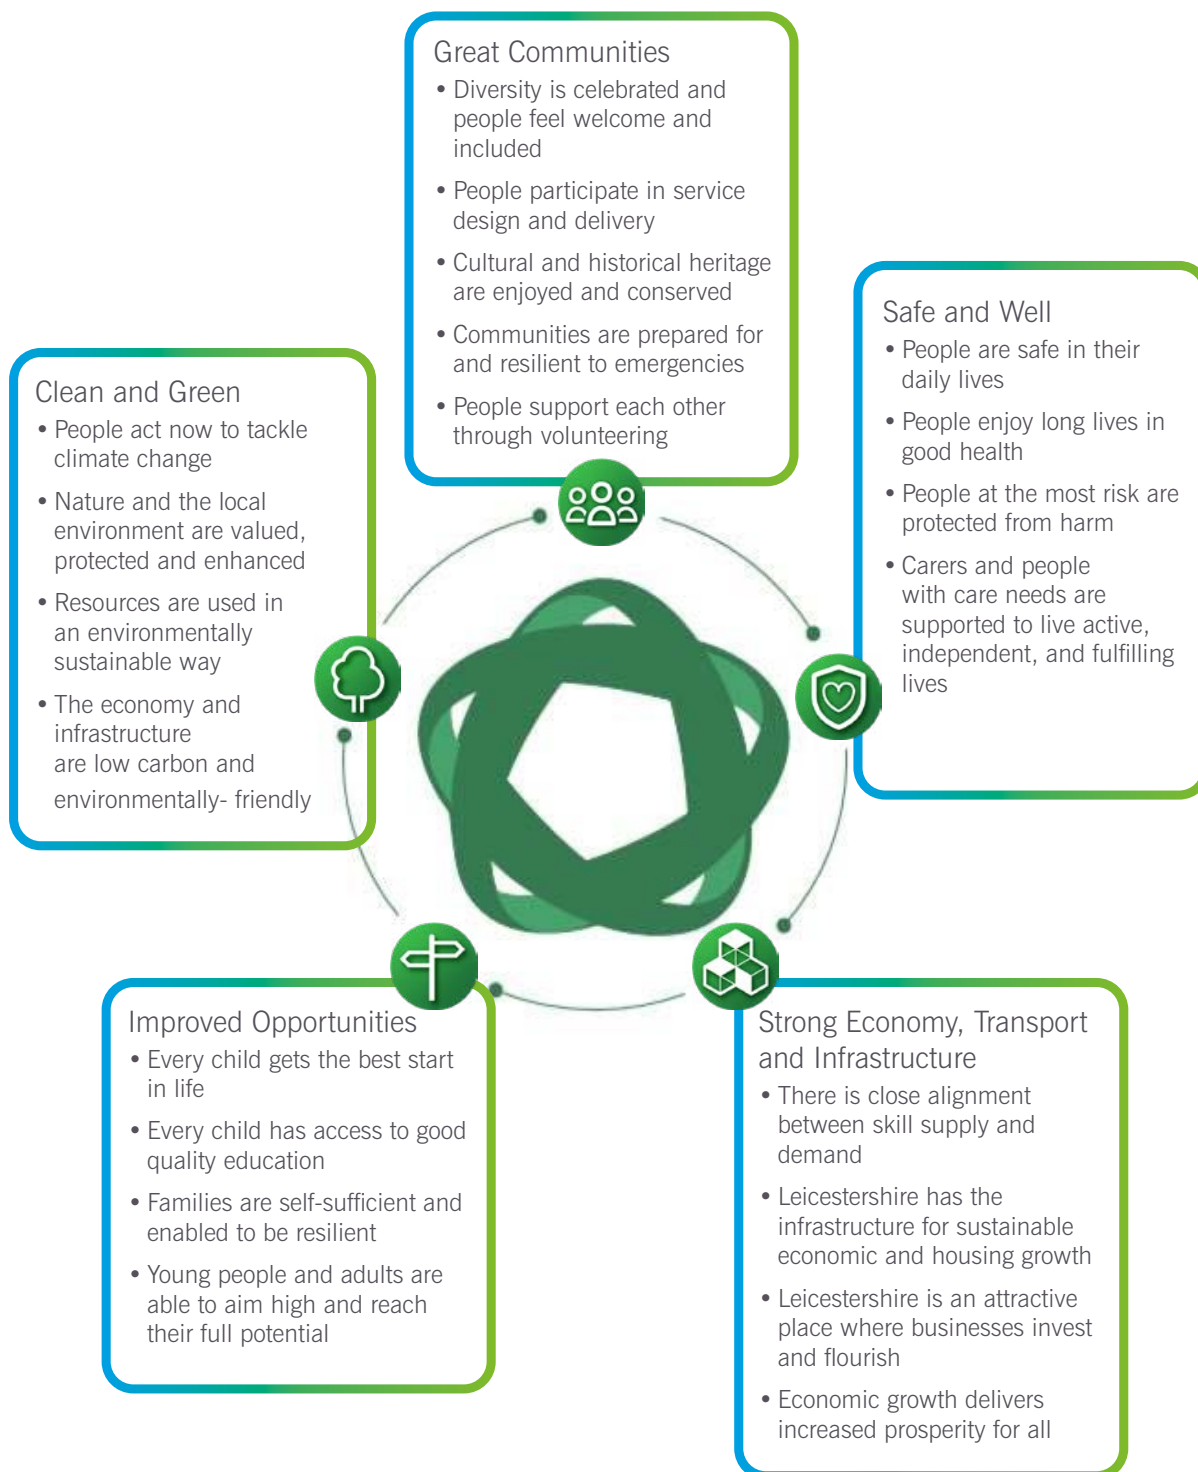 Great Communities
• Diversity is celebrated and
people feel welcome and
included
• People participate in service
design and delivery
• Cultural and historical heritage
are enjoyed and conserved
• Communities are prepared for
and resilient to emergencies
• People support each other
through volunteering
Safe and Well
• People are safe in their
daily lives
• People enjoy long lives in
good health
• People at the most risk are
protected from harm
• Carers and people
with care needs are
supported to live active,
independent, and fulfilling
lives
Clean and Green
• People act now to tackle
climate change
• Nature and the local
environment are valued,
protected and enhanced
• Resources are used in
an environmentally
sustainable way
• The economy and
infrastructure
are low carbon and
environmentally- friendly
Improved Opportunities
• Every child gets the best start
in life
• Every child has access to good
quality education
• Families are self-sufficient and
enabled to be resilient
• Young people and adults are
able to aim high and reach
their full potential
Strong Economy, Transport
and Infrastructure
• There is close alignment
between skill supply and
demand
• Leicestershire has the
infrastructure for sustainable
economic and housing growth
• Leicestershire is an attractive
place where businesses invest
and flourish
• Economic growth delivers
increased prosperity for all